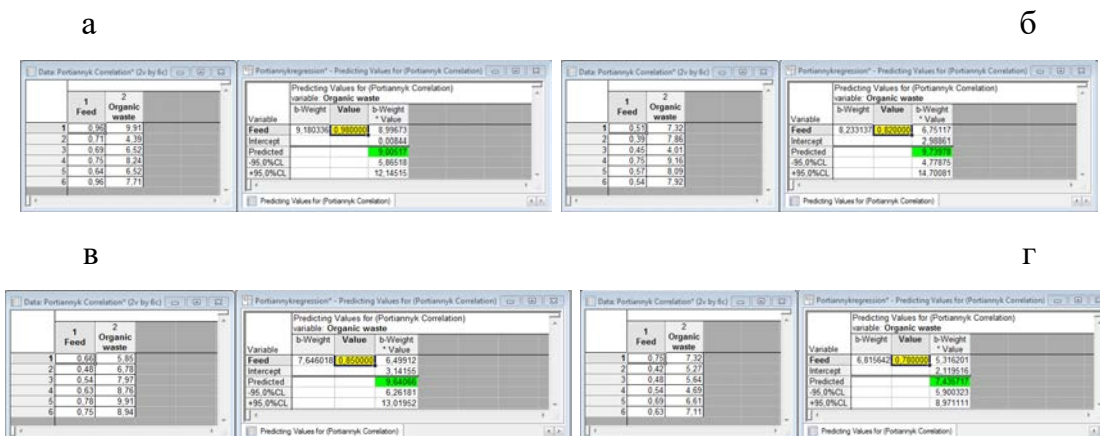 а
б
Data: Portiannyk Correlation* (2v by 6c)
1 Feed 2 Organic waste
1 0,96 9,91
2 0,71 4,39
3 0,69 6,52
4 0,75 8,24
5 0,64 6,52
6 0,96 7,71
Portiannykregression* - Predicting Values for (Portiannyk Correlation)
Predicting Values for (Portiannyk Correlation)
variable: Organic waste
Variable b-Weight Value b-Weight * Value
Feed 9,180336 0,980000 8,99673
Intercept 0,00844
Predicted 9,00517
-95,0%CL 5,86518
+95,0%CL 12,14515
Predicting Values for (Portiannyk Correlation)
Data: Portiannyk Correlation* (2v by 6c)
1 Feed 2 Organic waste
1 0,51 7,32
2 0,39 7,86
3 0,45 4,01
4 0,75 9,16
5 0,57 8,09
6 0,54 7,92
Portiannykregression* - Predicting Values for (Portiannyk Correlation)
Predicting Values for (Portiannyk Correlation)
variable: Organic waste
Variable b-Weight Value b-Weight * Value
Feed 8,233137 0,820000 6,75117
Intercept 2,98861
Predicted 9,73978
-95,0%CL 4,77875
+95,0%CL 14,70081
Predicting Values for (Portiannyk Correlation)
в
г
Data: Portiannyk Correlation* (2v by 6c)
1 Feed 2 Organic waste
1 0,66 5,85
2 0,48 6,78
3 0,54 7,97
4 0,63 8,76
5 0,78 9,91
6 0,75 8,94
Portiannykregression* - Predicting Values for (Portiannyk Correlation)
Predicting Values for (Portiannyk Correlation)
variable: Organic waste
Variable b-Weight Value b-Weight * Value
Feed 7,646018 0,850000 6,49912
Intercept 3,14155
Predicted 9,64066
-95,0%CL 6,26181
+95,0%CL 13,01952
Predicting Values for (Portiannyk Correlation)
Data: Portiannyk Correlation* (2v by 6c)
1 Feed 2 Organic waste
1 0,75 7,32
2 0,42 5,27
3 0,48 5,64
4 0,54 4,69
5 0,69 6,61
6 0,63 7,11
Portiannykregression* - Predicting Values for (Portiannyk Correlation)
Predicting Values for (Portiannyk Correlation)
variable: Organic waste
Variable b-Weight Value b-Weight * Value
Feed 6,815642 0,780000 5,316201
Intercept 2,119516
Predicted 7,435717
-95,0%CL 5,900323
+95,0%CL 8,971111
Predicting Values for (Portiannyk Correlation)